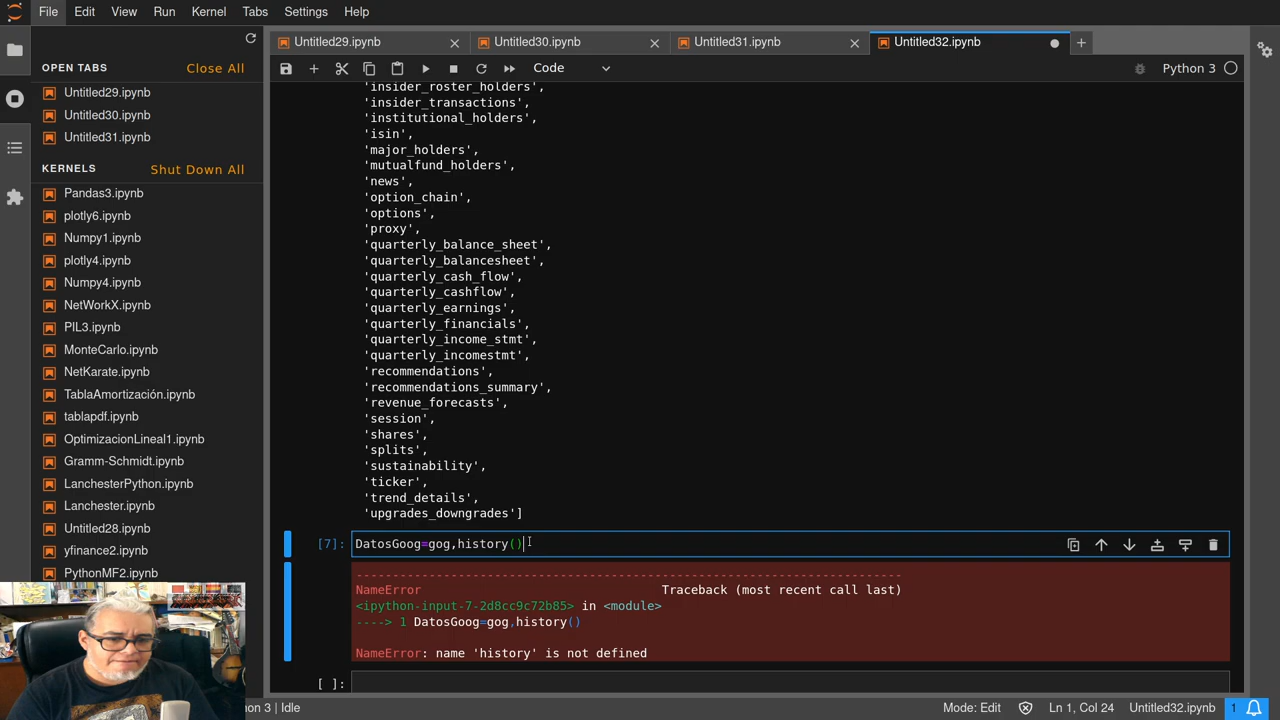 File Edit View Run Kernel Tabs Settings Help
Untitled29.ipynb Untitled30.ipynb Untitled31.ipynb Untitled32.ipynb
OPEN TABS Close All
Untitled29.ipynb
Untitled30.ipynb
Untitled31.ipynb
KERNELS Shut Down All
Pandas3.ipynb
plotly6.ipynb
Numpy1.ipynb
plotly4.ipynb
Numpy4.ipynb
NetWorkX.ipynb
PIL3.ipynb
MonteCarlo.ipynb
NetKarate.ipynb
TablaAmortización.ipynb
tablapdf.ipynb
OptimizacionLineal1.ipynb
Gramm-Schmidt.ipynb
LanchesterPython.ipynb
Lanchester.ipynb
Untitled28.ipynb
yfinance2.ipynb
PythonMF2.ipynb
Code Python 3
'insider_roster_holders',
'insider_transactions',
'institutional_holders',
'isin',
'major_holders',
'mutualfund_holders',
'news',
'option_chain',
'options',
'proxy',
'quarterly_balance_sheet',
'quarterly_balancesheet',
'quarterly_cash_flow',
'quarterly_cashflow',
'quarterly_earnings',
'quarterly_financials',
'quarterly_income_stmt',
'quarterly_incomestmt',
'recommendations',
'recommendations_summary',
'revenue_forecasts',
'session',
'shares',
'splits',
'sustainability',
'ticker',
'trend_details',
'upgrades_downgrades']
[7]: DatosGoog=gog,history()
---------------------------------------------------------------------------
NameError Traceback (most recent call last)
<ipython-input-7-2d8cc9c72b85> in <module>
----> 1 DatosGoog=gog,history()
NameError: name 'history' is not defined
[ ]:
n 3 | Idle Mode: Edit Ln 1, Col 24 Untitled32.ipynb 1